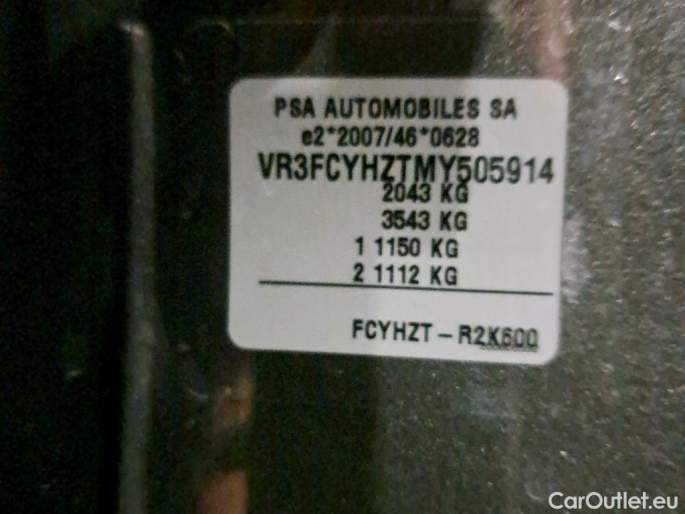 PSA AUTOMOBILES SA
e2*2007/46*0628
VR3FCYHZTMY505914
2043 KG
3543 KG
1 1150 KG
2 1112 KG
FCYHZT - R2K600
CarOutlet.eu